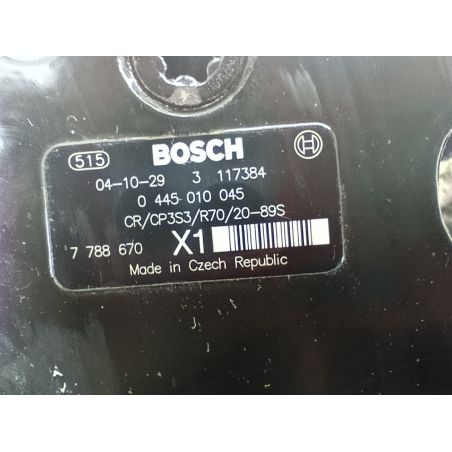 515 BOSCH
04-10-29 3 117384
0 445 010 045
CR/CP3S3/R70/20-89S
7 788 670 X1
Made in Czech Republic